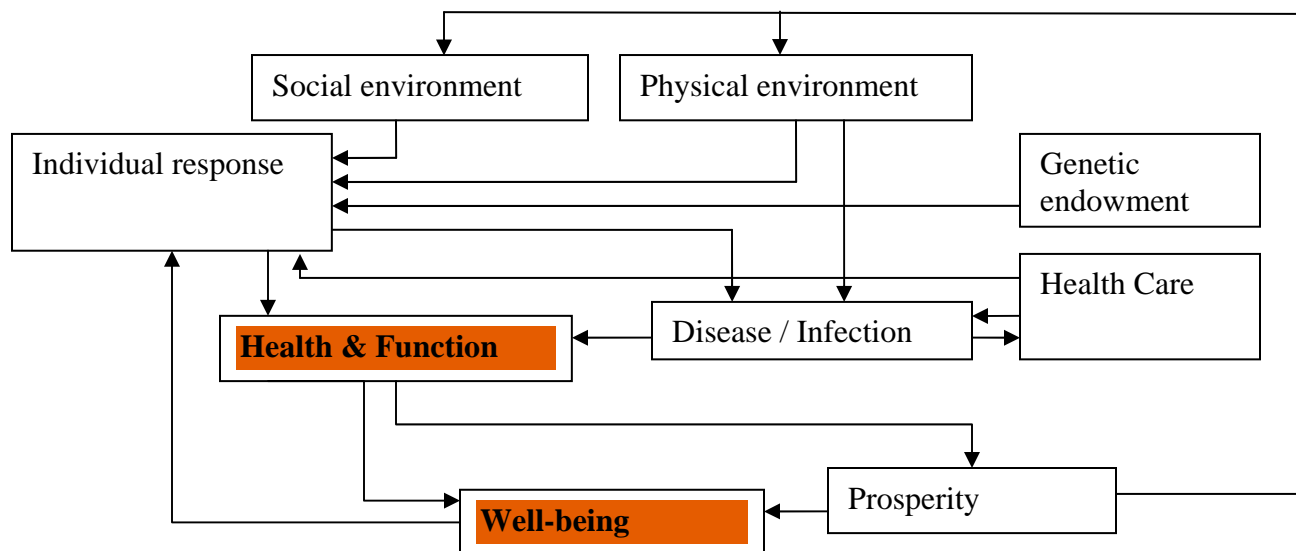 Social environment
Physical environment
Individual response
Genetic
endowment
Health Care
Disease / Infection
Health & Function
Prosperity
Well-being